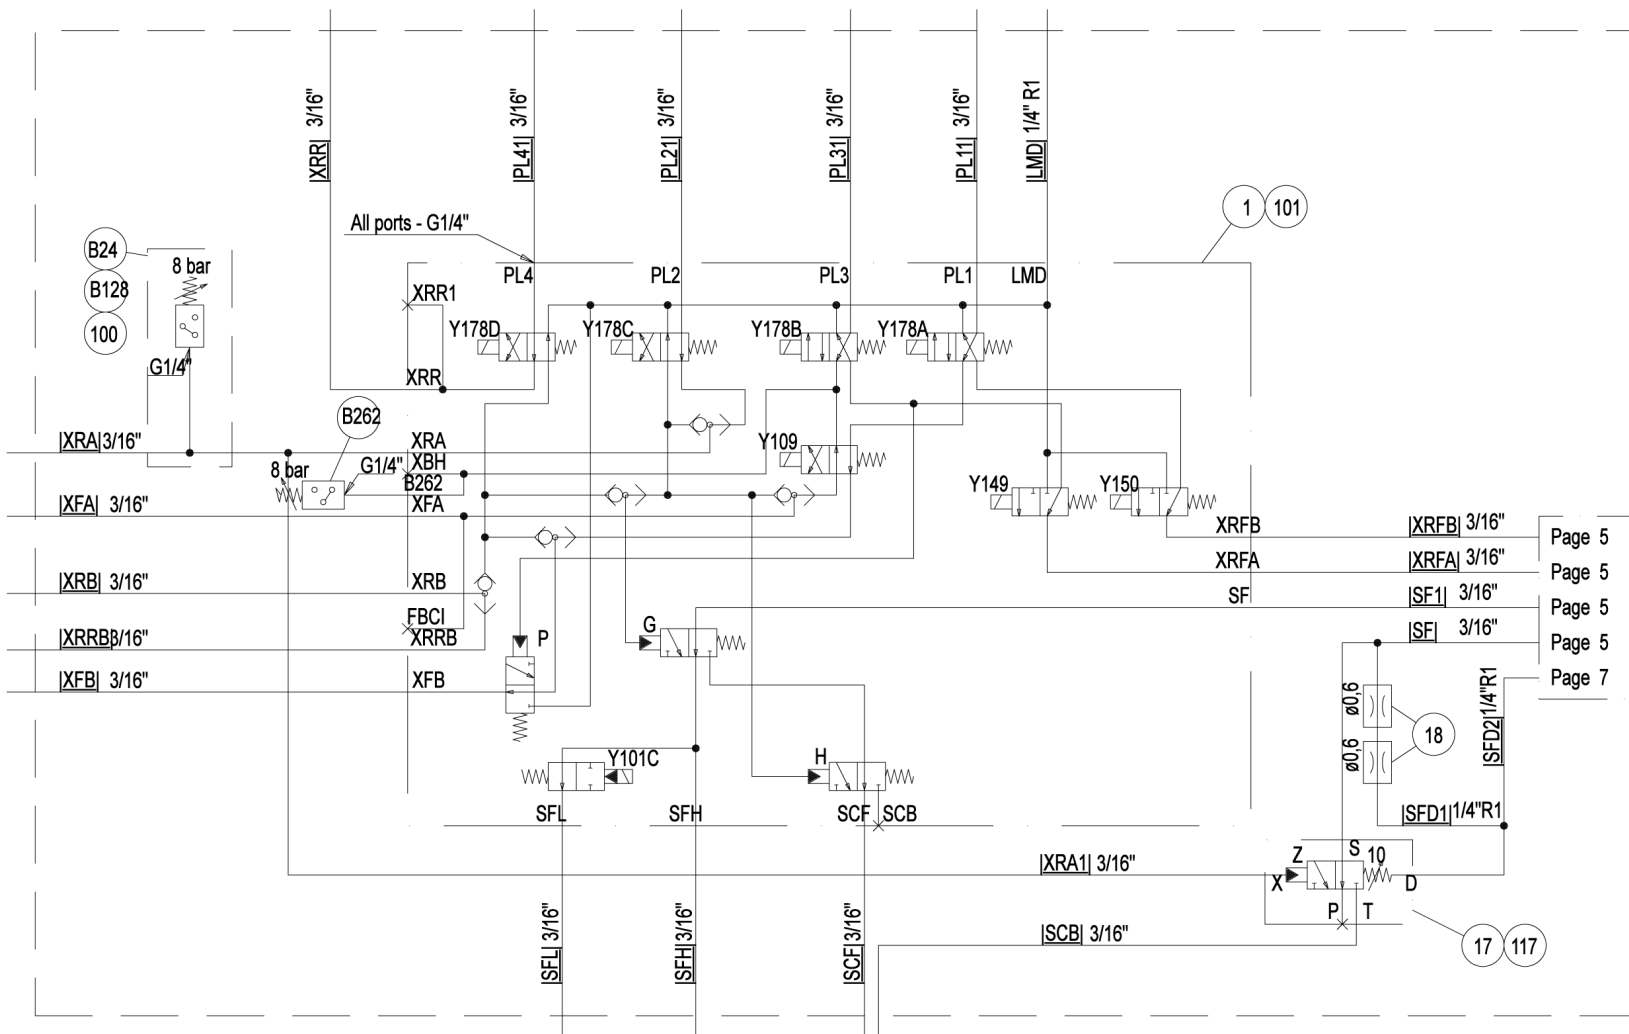 |XRR| 3/16"
|PL41| 3/16"
|PL21| 3/16"
|PL31| 3/16"
|PL11| 3/16"
|LMD| 1/4" R1
1
101
All ports - G1/4"
B24
8 bar
B128
100
G1/4"
PL4
PL2
PL3
PL1
LMD
XRR1
Y178D
Y178C
Y178B
Y178A
XRR
B262
|XRA| 3/16"
XRA
Y109
8 bar
G1/4"
XBH
B262
Y149
Y150
|XFA| 3/16"
XFA
XRFB
|XRFB| 3/16"
Page 5
XRFA
|XRFA| 3/16"
Page 5
|XRB| 3/16"
XRB
SF
|SF1| 3/16"
Page 5
FBCI
G
|XRRB| 3/16"
XRRB
P
|SF| 3/16"
Page 5
|XFB| 3/16"
XFB
Page 7
ø0,6
18
ø0,6
|SFD2| 1/4"R1
Y101C
H
SFL
SFH
SCF
SCB
|SFD1| 1/4"R1
|XRA1| 3/16"
Z
S
10
X
D
P
T
|SFL| 3/16"
|SFH| 3/16"
|SCF| 3/16"
|SCB| 3/16"
17
117